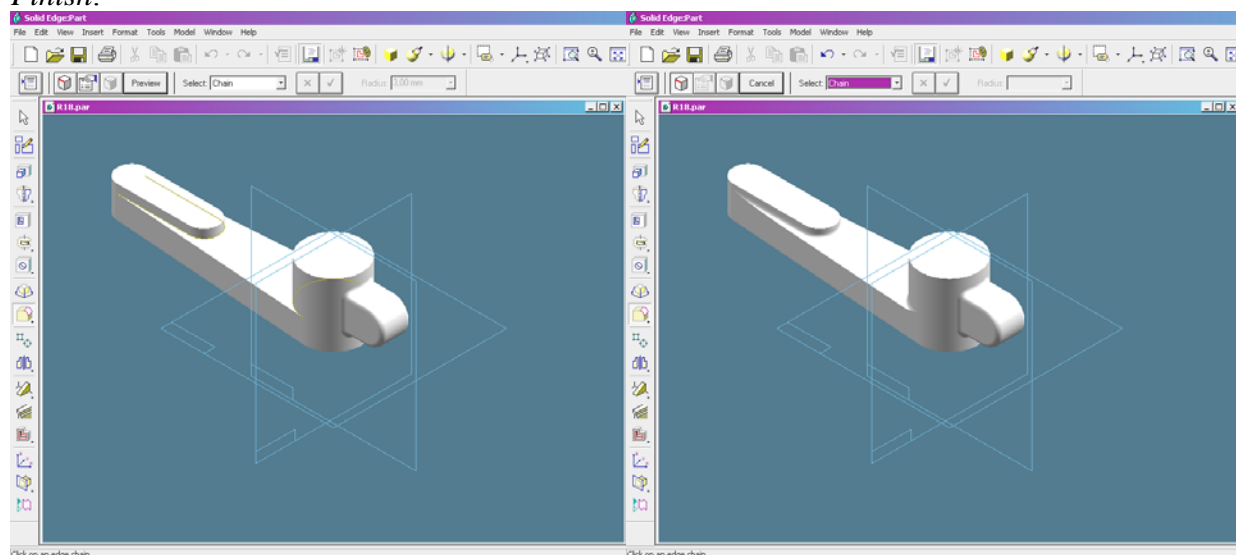 Finish.
Solid Edge:Part
File Edit View Insert Format Tools Model Window Help
Preview Select: Chain Radius: 3,00 mm
R18.par
Click on an edge chain.
Solid Edge:Part
File Edit View Insert Format Tools Model Window Help
Cancel Select: Chain Radius:
R18.par
Click on an edge chain.